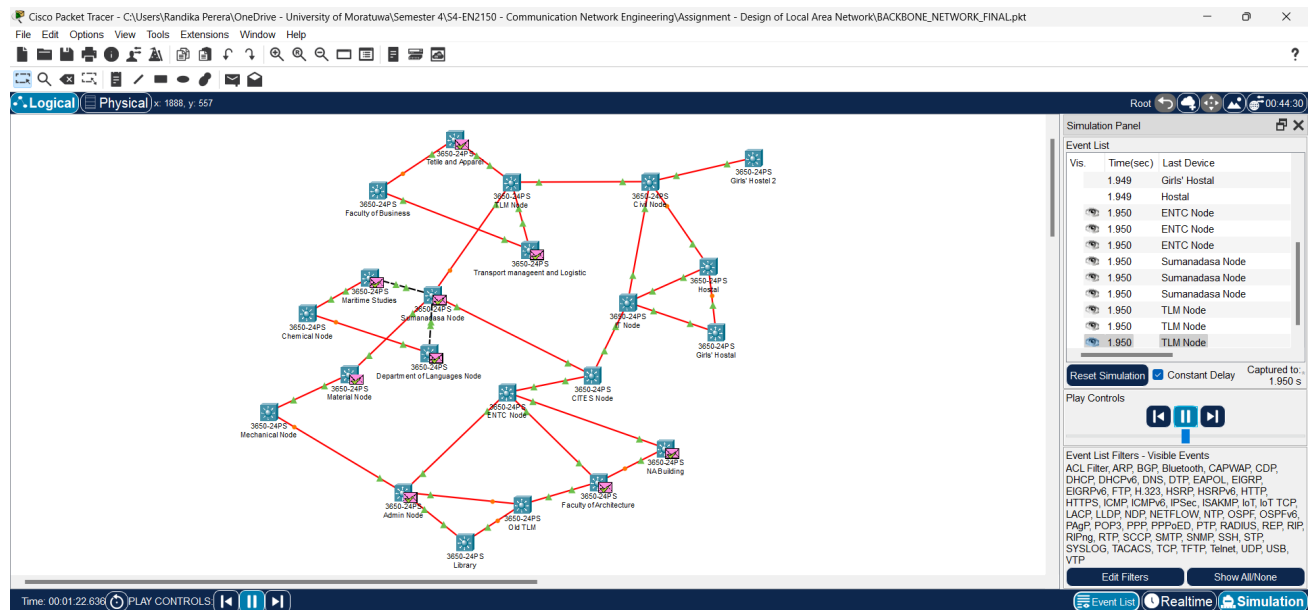 Cisco Packet Tracer - C:\Users\Randika Perera\OneDrive - University of Moratuwa\Semester 4\S4-EN2150 - Communication Network Engineering\Assignment - Design of Local Area Network\BACKBONE_NETWORK_FINAL.pkt
File Edit Options View Tools Extensions Window Help
?
Logical Physical x: 1888, y: 557 Root 00:44:30
Simulation Panel
Event List
Vis. Time(sec) Last Device
1.949 Girls' Hostal
1.949 Hostal
1.950 ENTC Node
1.950 ENTC Node
1.950 ENTC Node
1.950 Sumanadasa Node
1.950 Sumanadasa Node
1.950 Sumanadasa Node
1.950 TLM Node
1.950 TLM Node
1.950 TLM Node
Reset Simulation Constant Delay Captured to:
1.950 s
Play Controls
Event List Filters - Visible Events
ACL Filter, ARP, BGP, Bluetooth, CAPWAP, CDP,
DHCP, DHCPv6, DNS, DTP, EAPOL, EIGRP,
EIGRPv6, FTP, H.323, HSRP, HSRPv6, HTTP,
HTTPS, ICMP, ICMPv6, IPSec, ISAKMP, IoT, IoT TCP,
LACP, LLDP, NDP, NETFLOW, NTP, OSPF, OSPFv6,
PAgP, POP3, PPP, PPPoED, PTP, RADIUS, REP, RIP,
RIPng, RTP, SCCP, SMTP, SNMP, SSH, STP,
SYSLOG, TACACS, TCP, TFTP, Telnet, UDP, USB,
VTP
Edit Filters Show All/None
3650-24PS
Tetile and Apparel
3650-24PS
Faculty of Business
3650-24PS
TLM Node
3650-24PS
Civil Node
3650-24PS
Girls' Hostel 2
3650-24PS
Transport manageent and Logistic
3650-24PS
Hostal
3650-24PS
Maritime Studies
3650-24PS
Sumanadasa Node
3650-24PS
IT Node
3650-24PS
Chemical Node
3650-24PS
Girls' Hostal
3650-24PS
Department of Languages Node
3650-24PS
Material Node
3650-24PS
CITES Node
3650-24PS
ENTC Node
3650-24PS
Mechanical Node
3650-24PS
NA Building
3650-24PS
Faculty of Architecture
3650-24PS
Admin Node
3650-24PS
Old TLM
3650-24PS
Library
Time: 00:01:22.636 PLAY CONTROLS: Event List Realtime Simulation